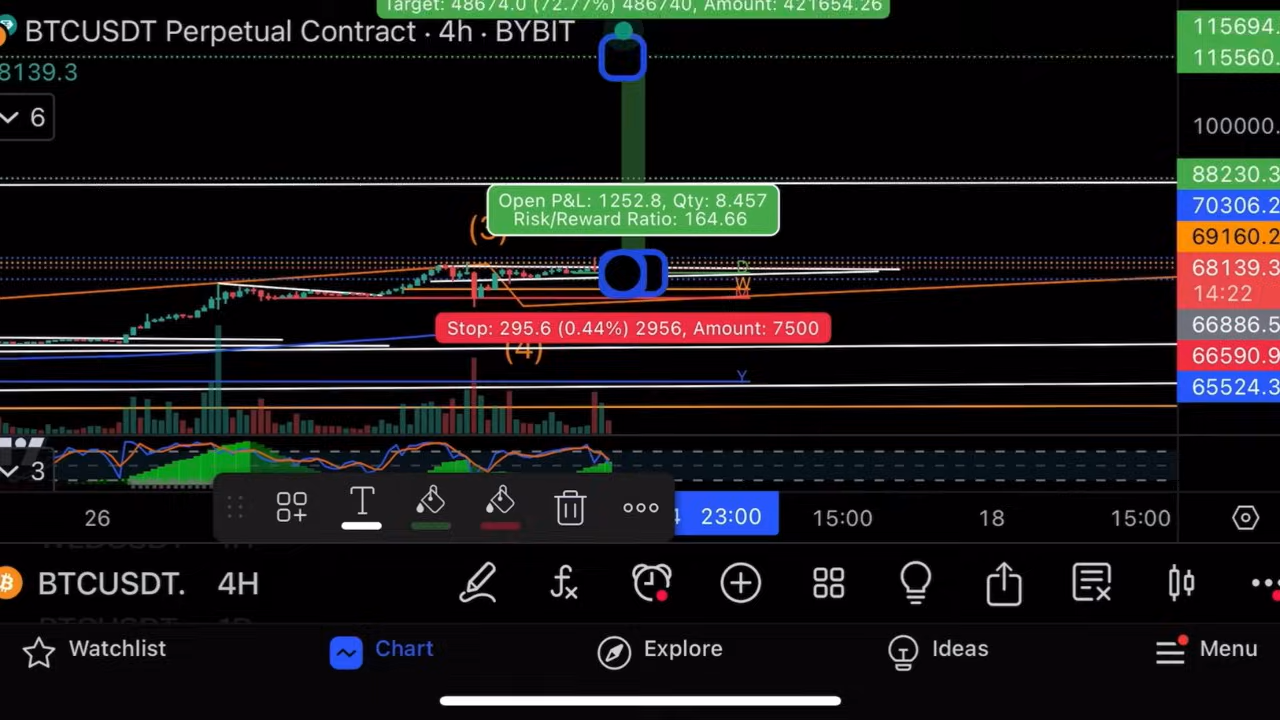 Target: 48674.0 (72.77%) 486740, Amount: 421654.26
BTCUSDT Perpetual Contract · 4h · BYBIT
8139.3
6
115694.
115560.
100000.
88230.3
70306.2
69160.2
68139.3
14:22
66886.5
66590.9
65524.3
Open P&L: 1252.8, Qty: 8.457
Risk/Reward Ratio: 164.66
(3)
D
W
M
Stop: 295.6 (0.44%) 2956, Amount: 7500
(4)
Y
3
26
23:00
15:00
18
15:00
T
BTCUSDT. 4H
Watchlist
Chart
Explore
Ideas
Menu